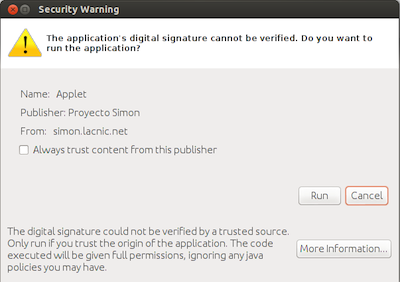 Security Warning
The application's digital signature cannot be verified. Do you want to
run the application?
Name: Applet
Publisher: Proyecto Simon
From: simon.lacnic.net
Always trust content from this publisher
Run Cancel
The digital signature could not be verified by a trusted source.
Only run if you trust the origin of the application. The code
executed will be given full permissions, ignoring any java
policies you may have.
More Information...